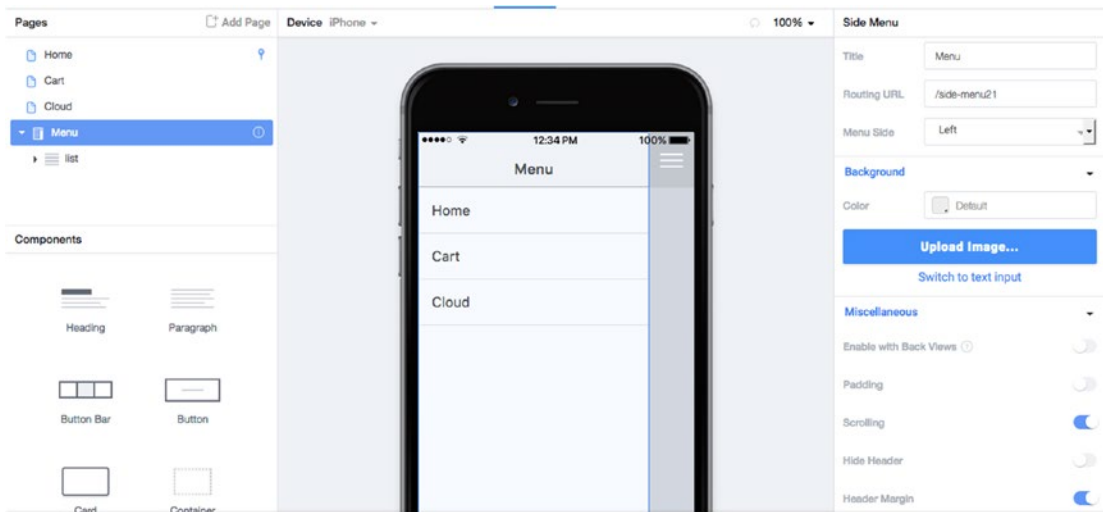 Pages
Add Page
Home
Cart
Cloud
Menu
list
Components
Heading
Paragraph
Button Bar
Button
Card
Container
Device iPhone
100%
12:34 PM
100%
Menu
Home
Cart
Cloud
Side Menu
Title
Menu
Routing URL
/side-menu21
Menu Side
Left
Background
Color
Default
Upload Image...
Switch to text input
Miscellaneous
Enable with Back Views
Padding
Scrolling
Hide Header
Header Margin